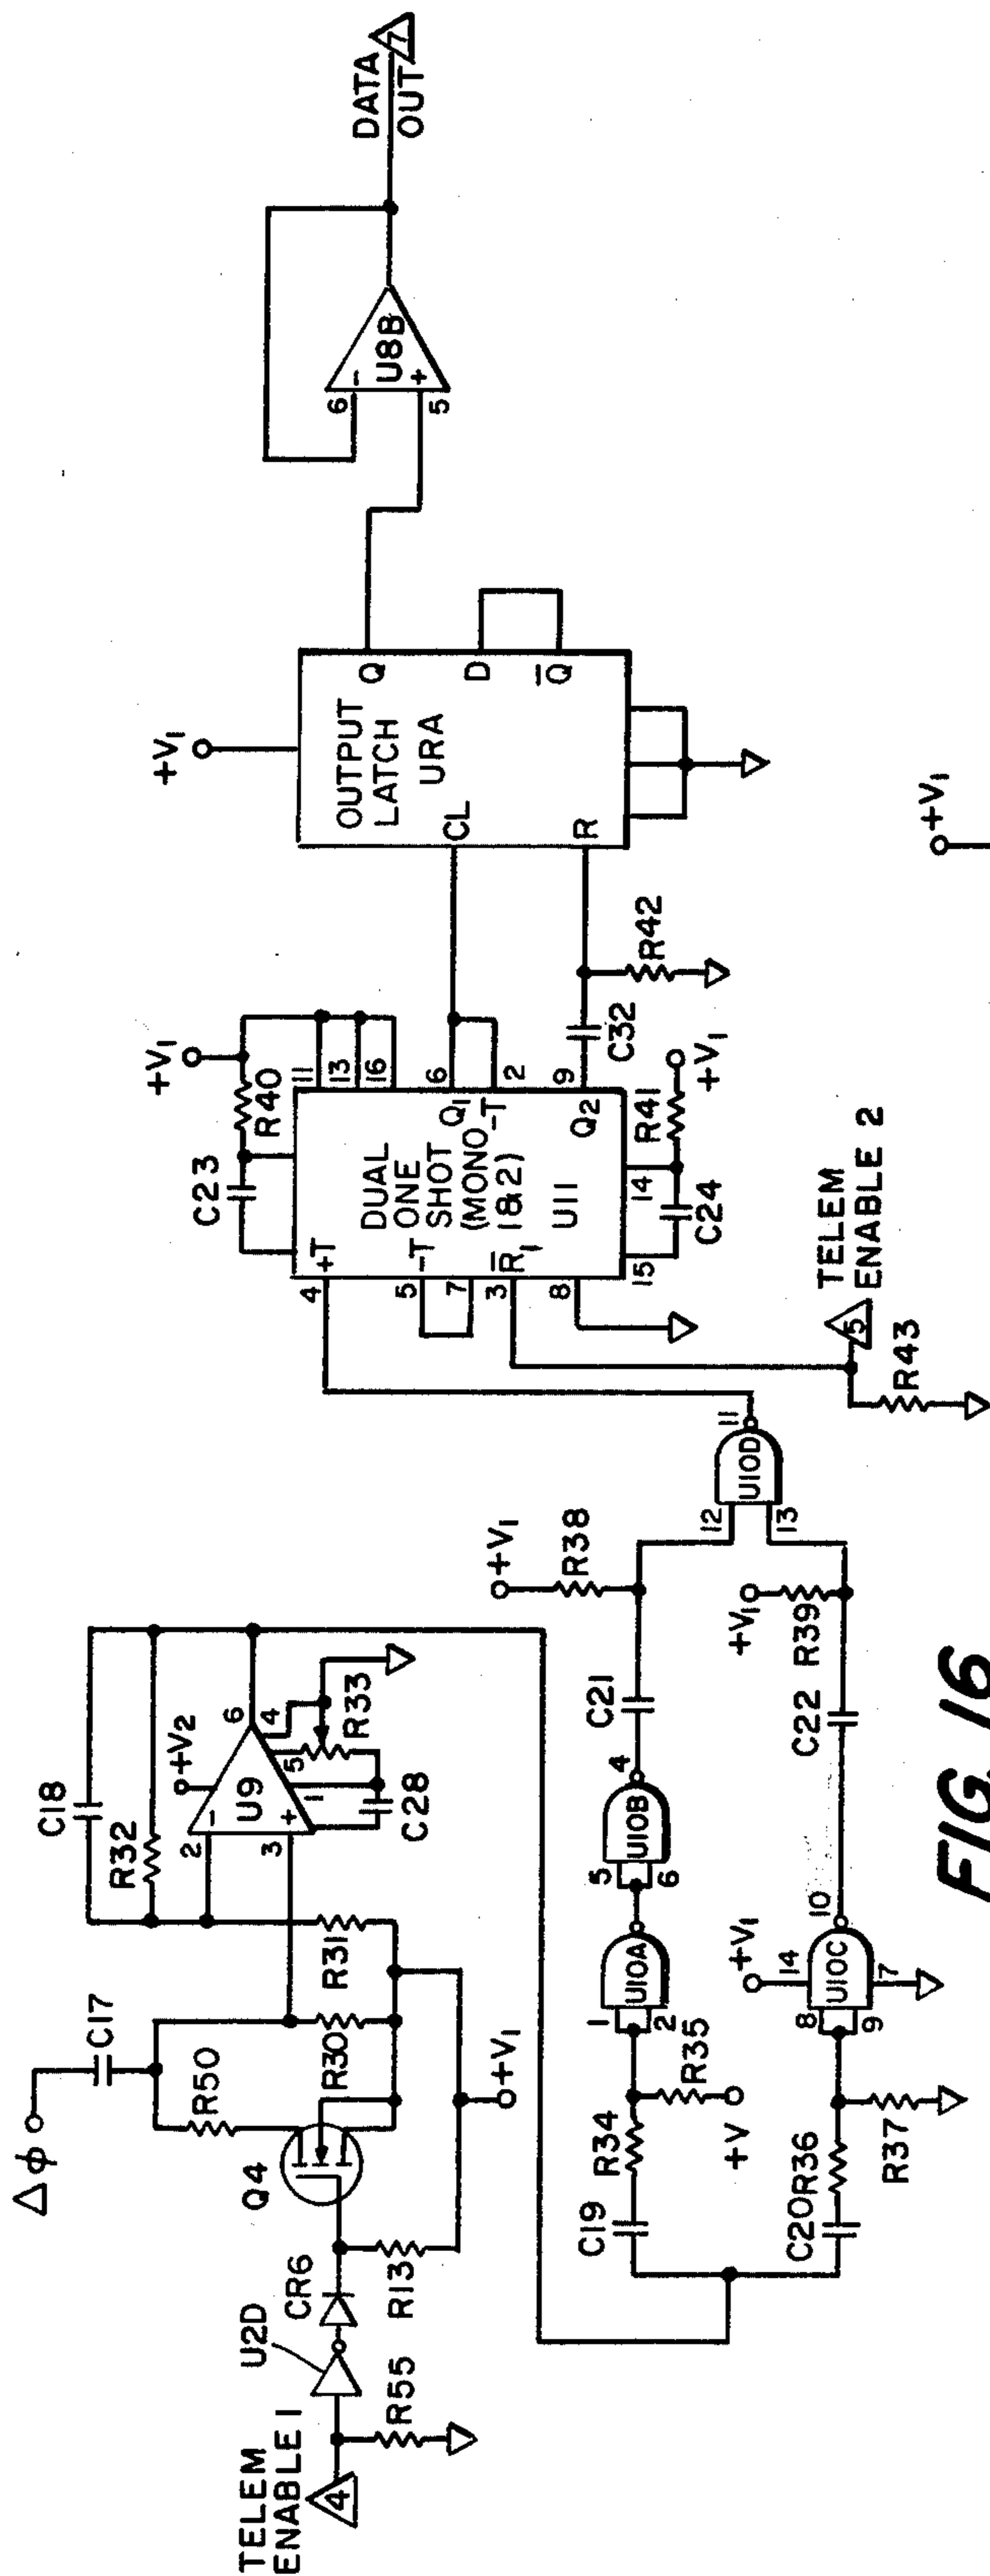 TELEM
ENABLE 1
4
U2D
R55
CR6
R13
Δφ
C17
R50
Q4
R30
R31
+V1
C18
R32
+V2
2
-
U9
3
+
6
4
5
1
R33
C28
C19
R34
R35
+V
1
2
U10A
5
6
U10B
4
C21
+V1
R38
C20
R36
R37
+V1
14
8
9
U10C
10
7
C22
+V1
R39
12
13
U10D
11
+V1
C23
R40
4
+T
5
-T
7
3
R̅1
8
DUAL
ONE
SHOT
(MONO
1&2)
U11
11
13
16
Q1
6
-T
2
Q2
9
15
14
C24
R41
+V1
TELEM
ENABLE 2
5
R43
C32
R42
+V1
OUTPUT
LATCH
URA
CL
R
Q
D
Q̅
6
-
U8B
+
5
DATA
OUT
7
+V1
FIG. 16